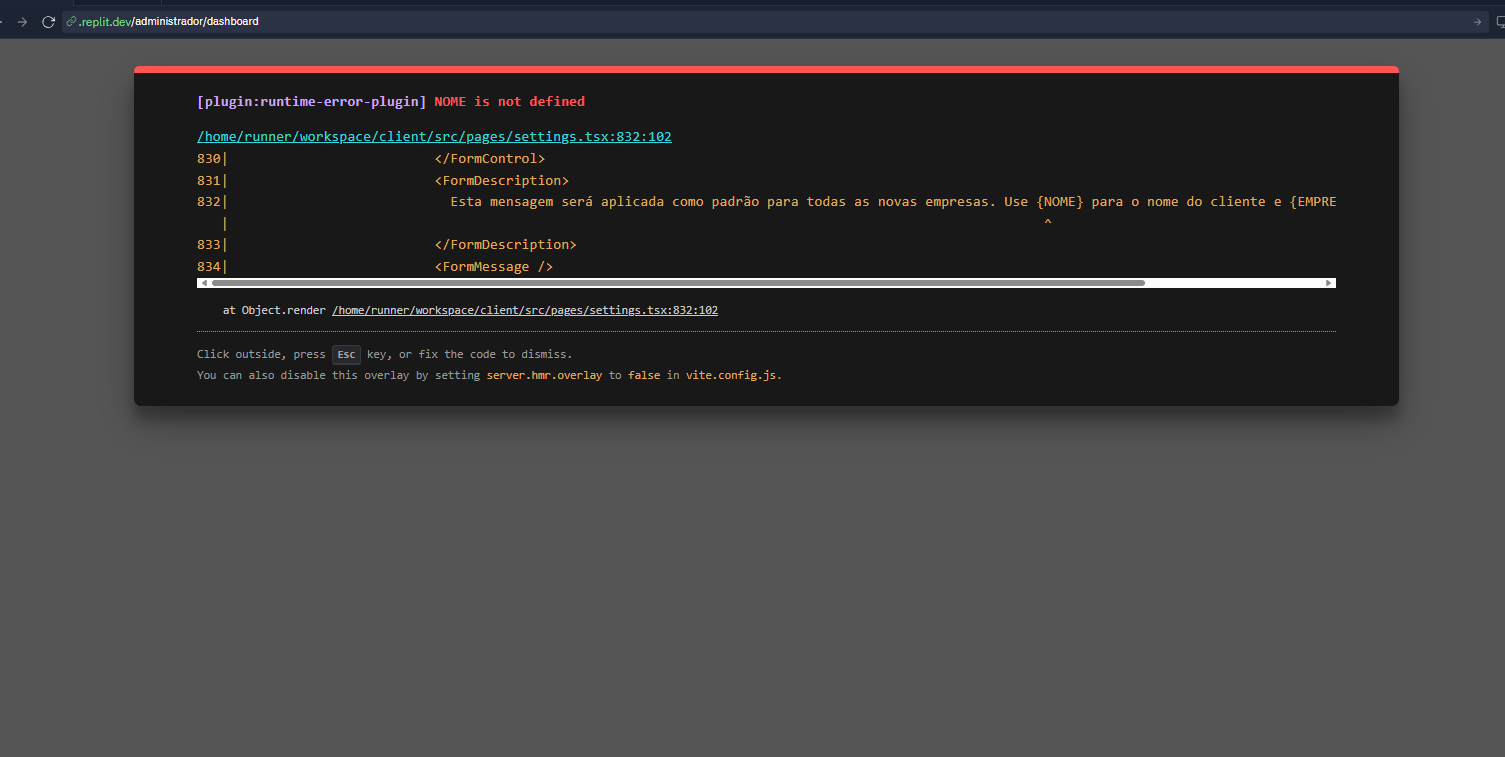 .replit.dev/administrador/dashboard
[plugin:runtime-error-plugin] NOME is not defined
/home/runner/workspace/client/src/pages/settings.tsx:832:102
830| </FormControl>
831| <FormDescription>
832| Esta mensagem será aplicada como padrão para todas as novas empresas. Use {NOME} para o nome do cliente e {EMPRE
| ^
833| </FormDescription>
834| <FormMessage />
at Object.render /home/runner/workspace/client/src/pages/settings.tsx:832:102
Click outside, press Esc key, or fix the code to dismiss.
You can also disable this overlay by setting server.hmr.overlay to false in vite.config.js.